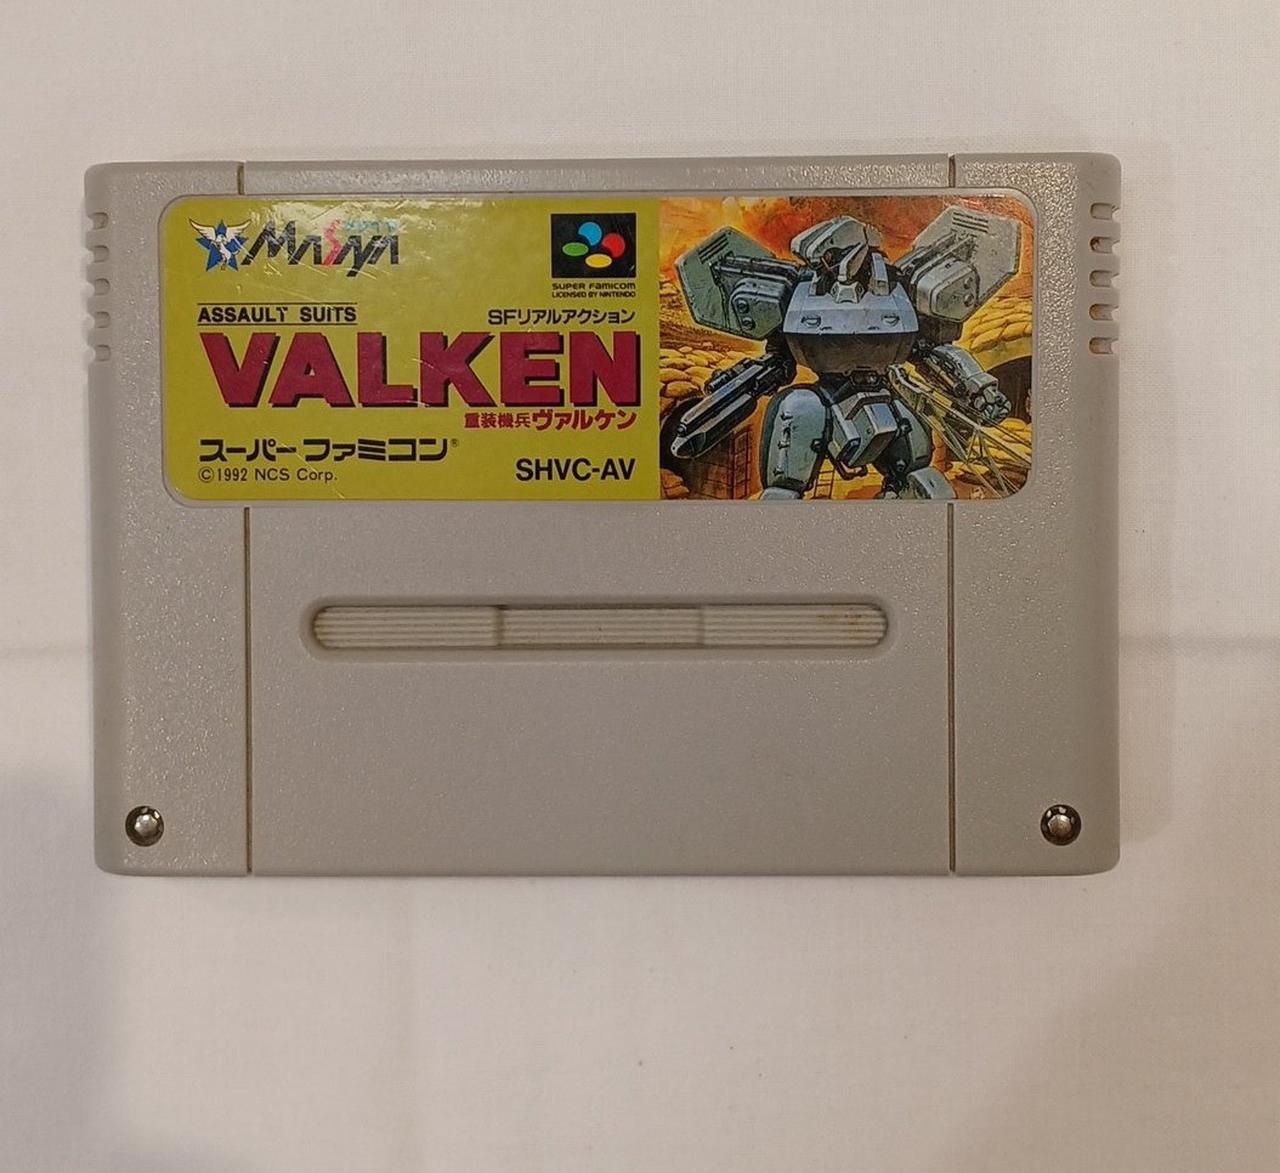 MASAYA
SUPER FAMICOM
LICENSED BY NINTENDO
ASSAULT SUITS
SFリアルアクション
VALKEN
重装機兵ヴァルケン
スーパーファミコン®
©1992 NCS Corp.
SHVC-AV